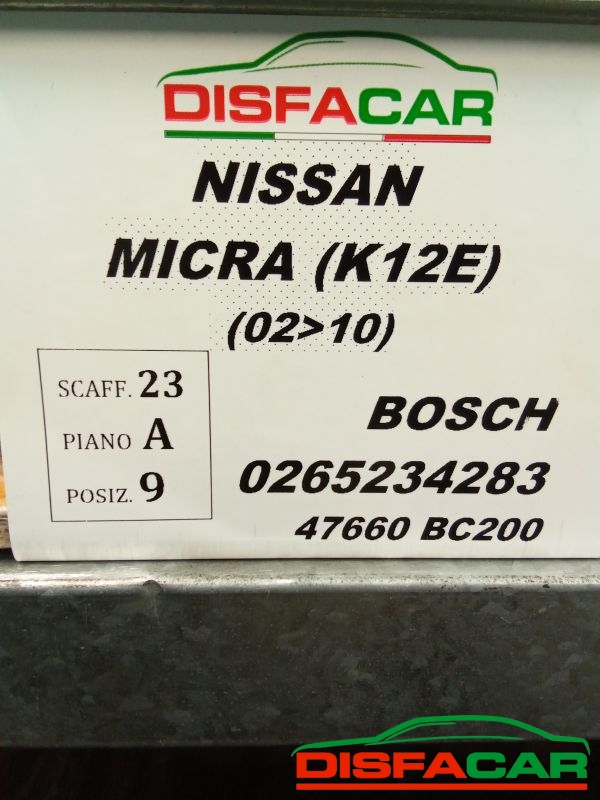 DISFACAR
NISSAN
MICRA (K12E)
(02>10)
SCAFF. 23
PIANO A
POSIZ. 9
BOSCH
0265234283
47660 BC200
DISFACAR